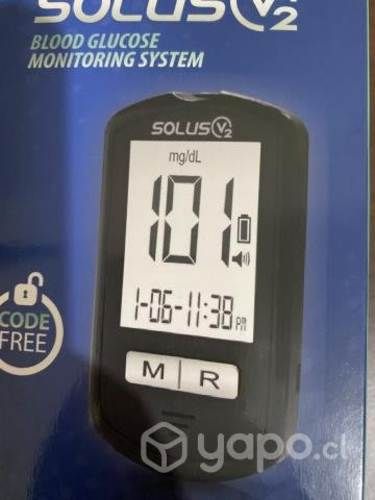 SOLUS V2
BLOOD GLUCOSE
MONITORING SYSTEM
SOLUS V2
mg/dL
101
1-06-11:38 PM
CODE
FREE
M | R
yapo.cl